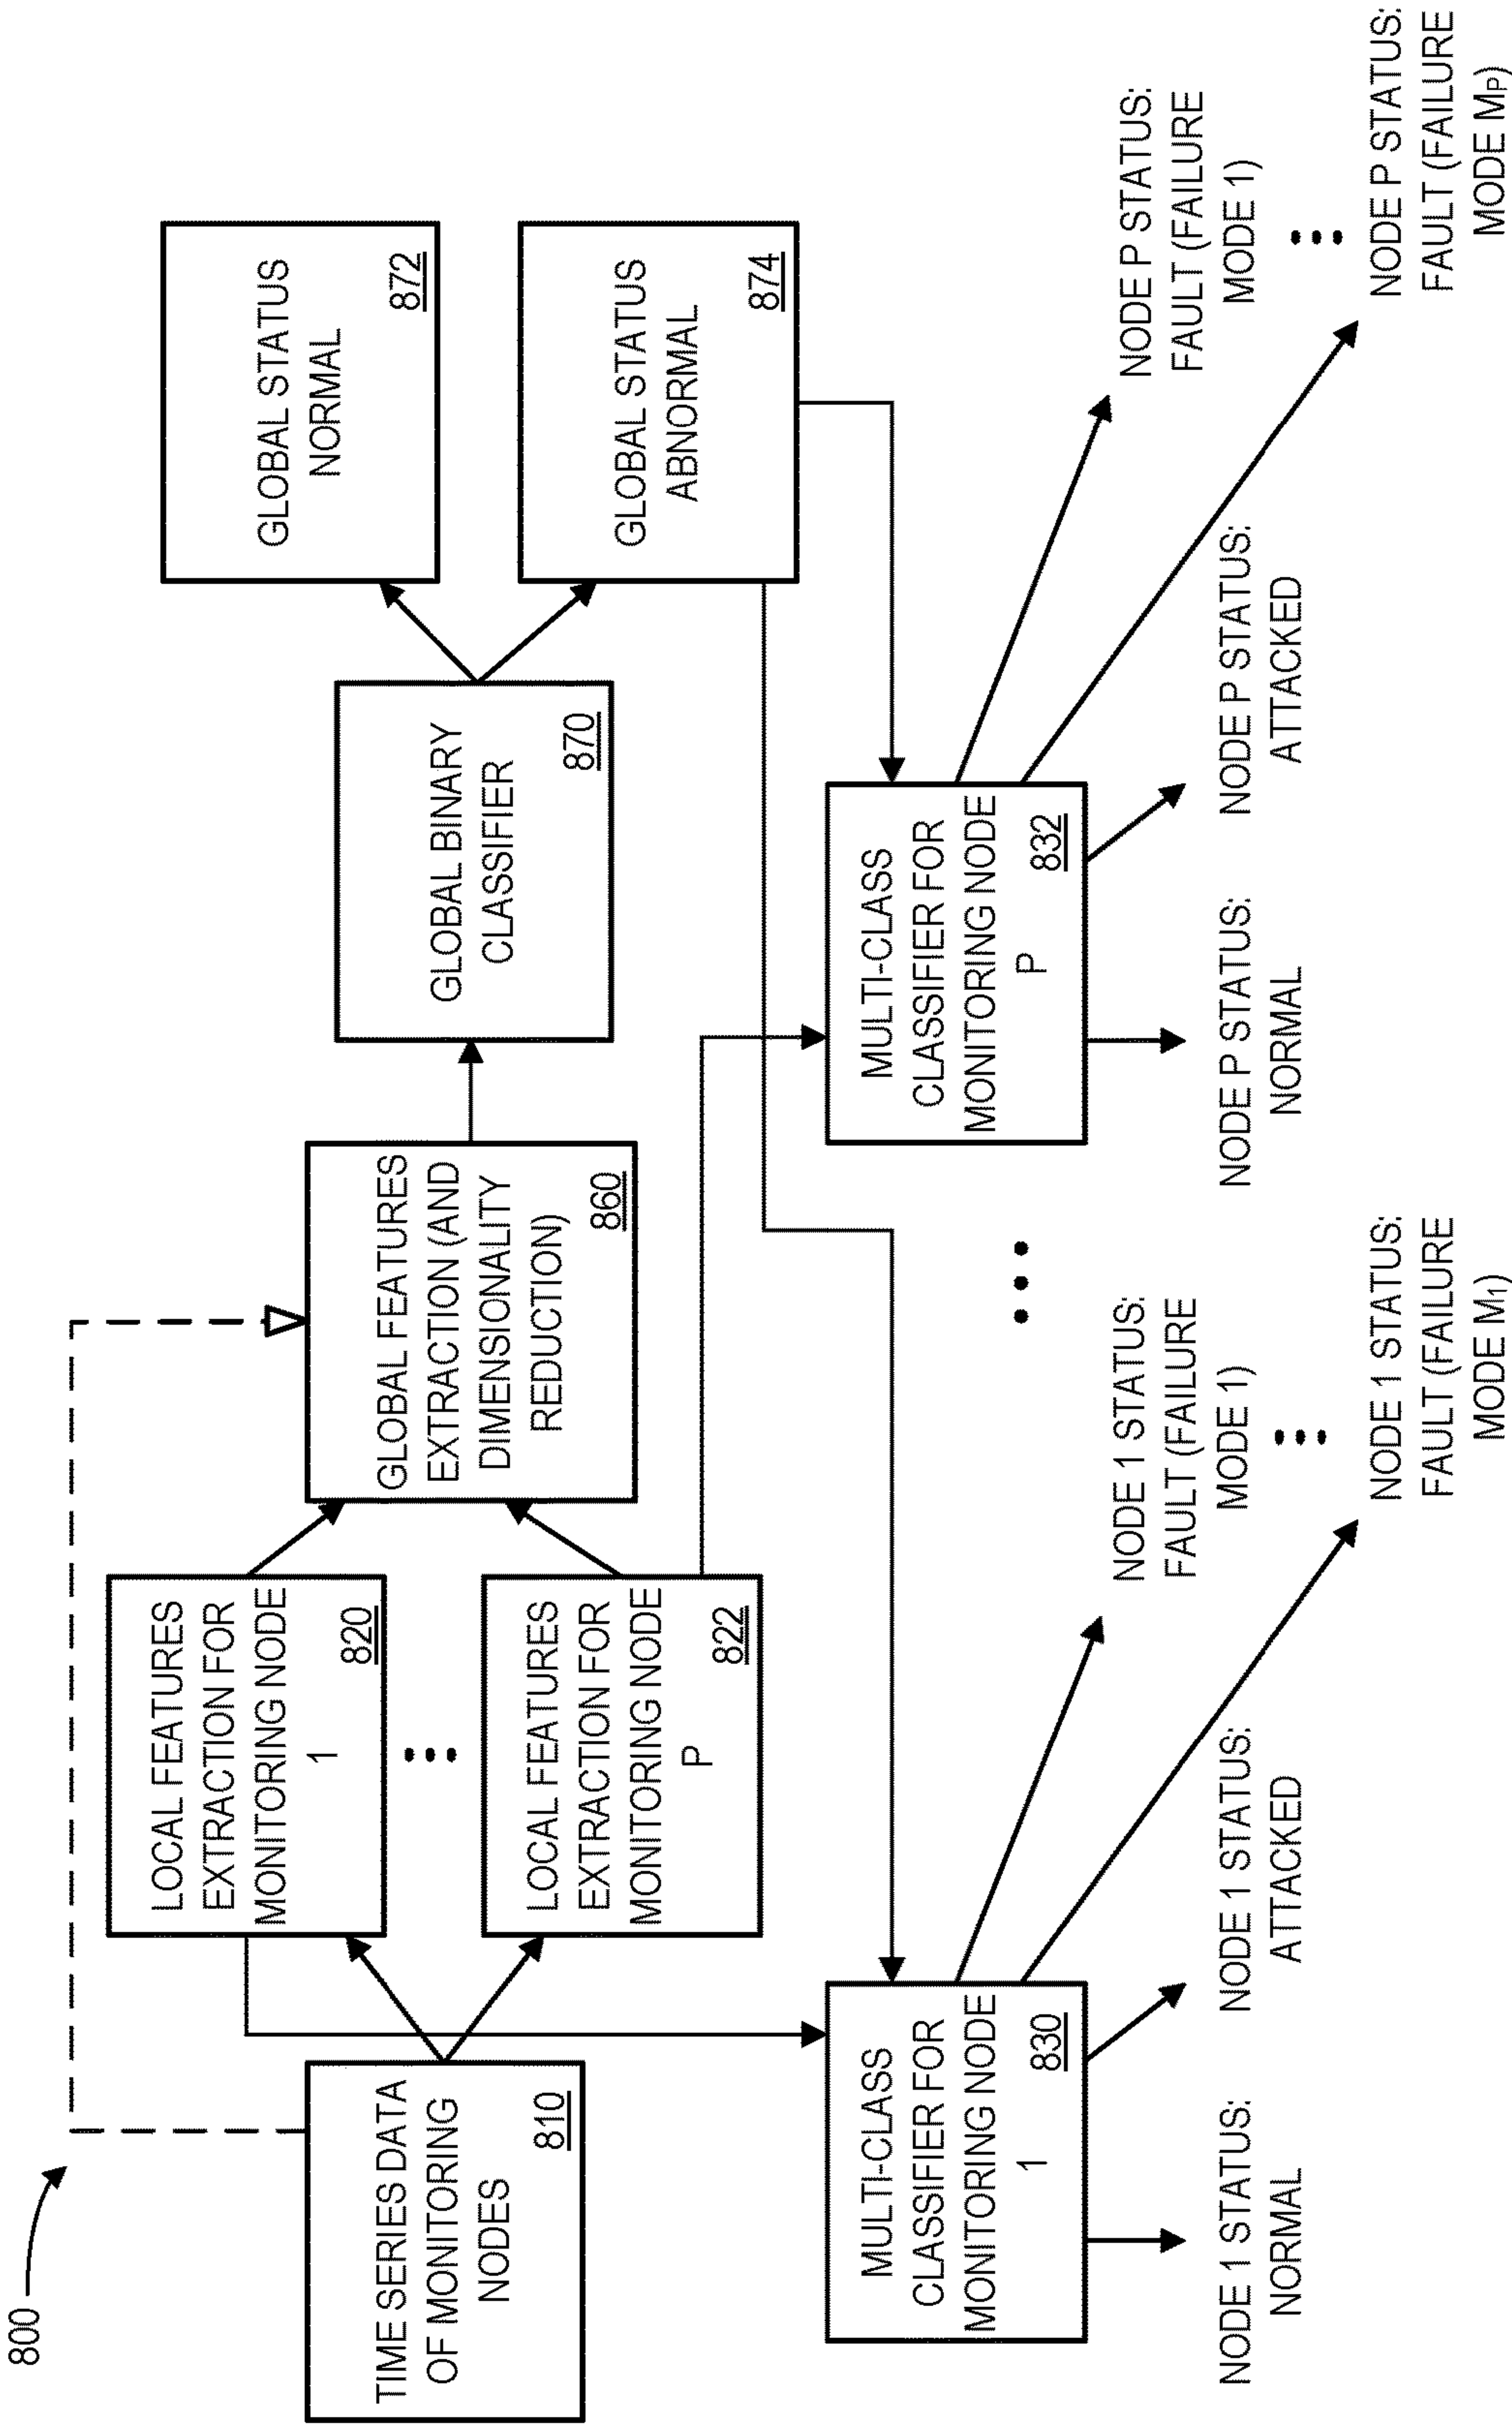 800
TIME SERIES DATA
OF MONITORING
NODES
810
LOCAL FEATURES
EXTRACTION FOR
MONITORING NODE
1
820
LOCAL FEATURES
EXTRACTION FOR
MONITORING NODE
P
822
GLOBAL FEATURES
EXTRACTION (AND
DIMENSIONALITY
REDUCTION)
860
GLOBAL BINARY
CLASSIFIER
870
GLOBAL STATUS
NORMAL
872
GLOBAL STATUS
ABNORMAL
874
MULTI-CLASS
CLASSIFIER FOR
MONITORING NODE
1
830
MULTI-CLASS
CLASSIFIER FOR
MONITORING NODE
P
832
NODE 1 STATUS:
NORMAL
NODE 1 STATUS:
ATTACKED
NODE 1 STATUS:
FAULT (FAILURE
MODE 1)
NODE 1 STATUS:
FAULT (FAILURE
MODE M₁)
NODE P STATUS:
NORMAL
NODE P STATUS:
ATTACKED
NODE P STATUS:
FAULT (FAILURE
MODE 1)
NODE P STATUS:
FAULT (FAILURE
MODE Mₚ)